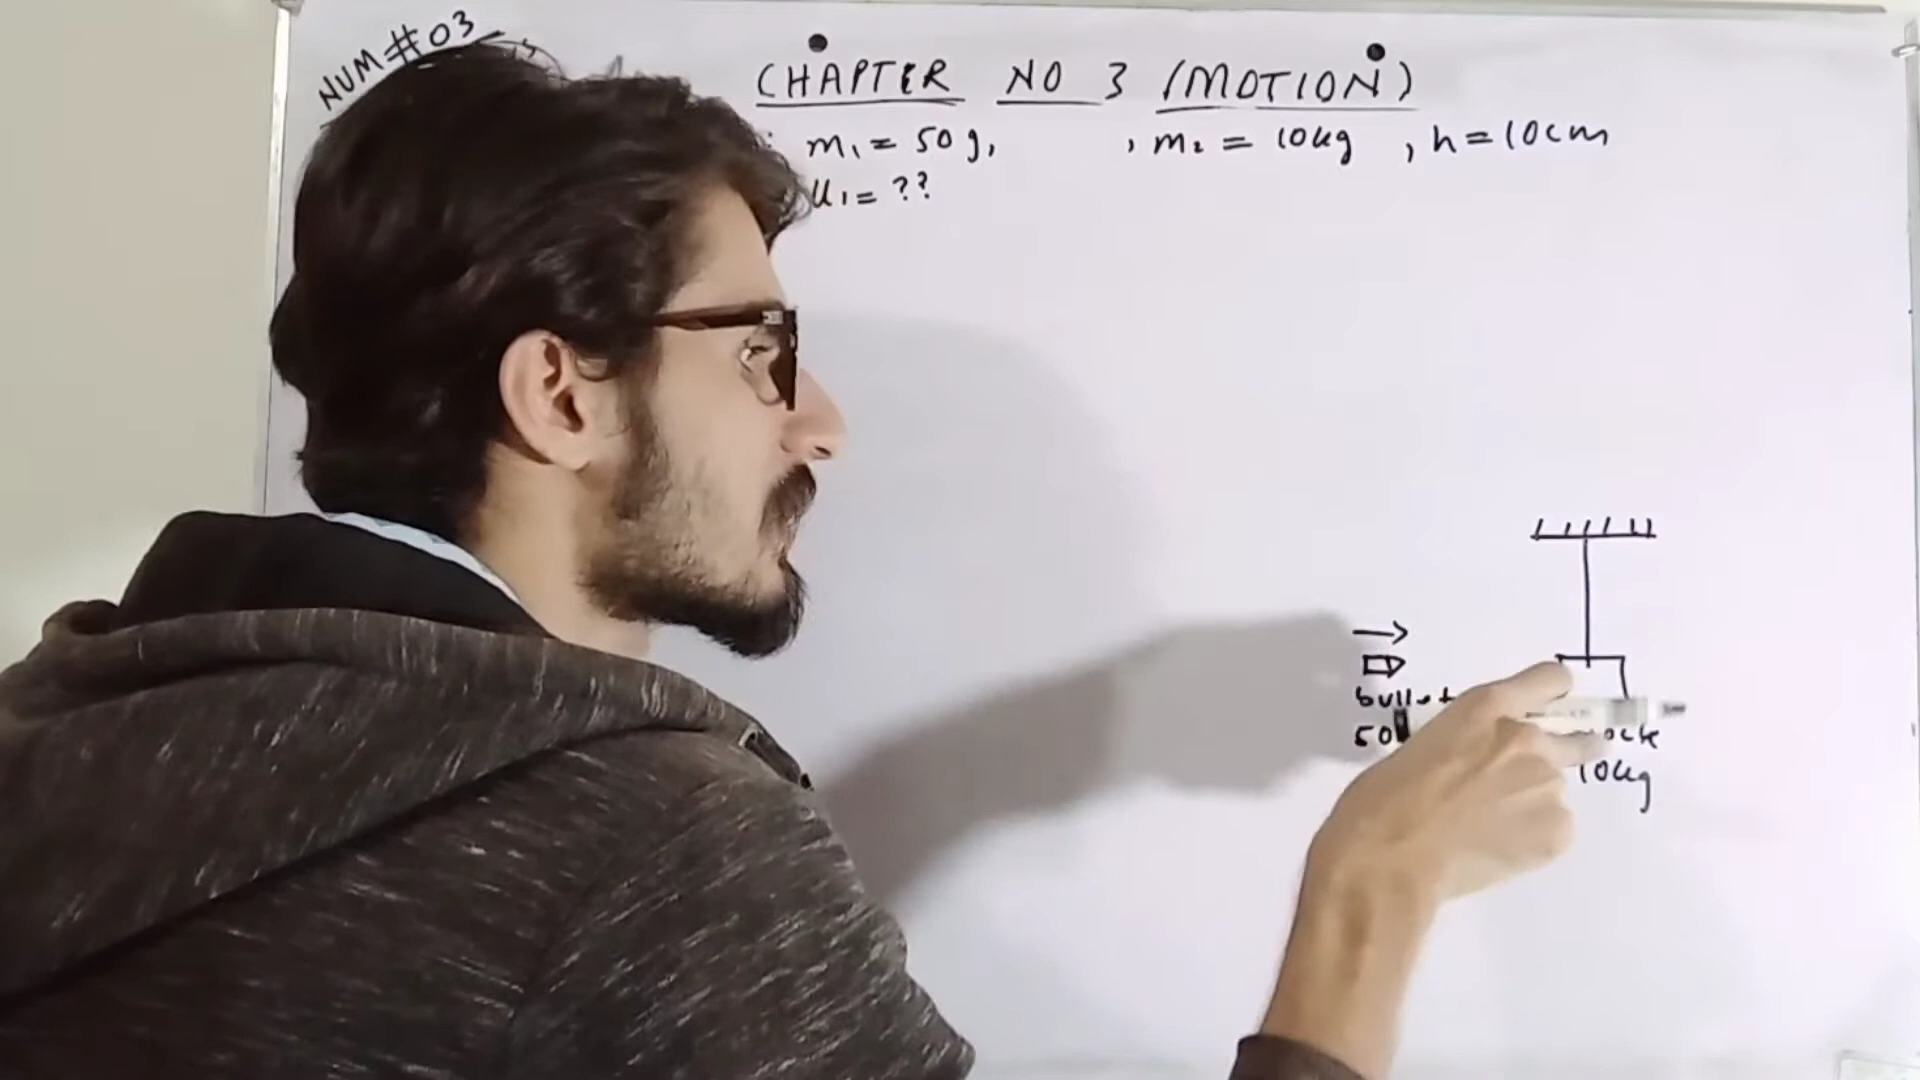 NUM#03
CHAPTER NO 3 (MOTION)
: m₁ = 50g, , m₂ = 10kg , h = 10cm
u₁ = ??
bullet
50
10kg